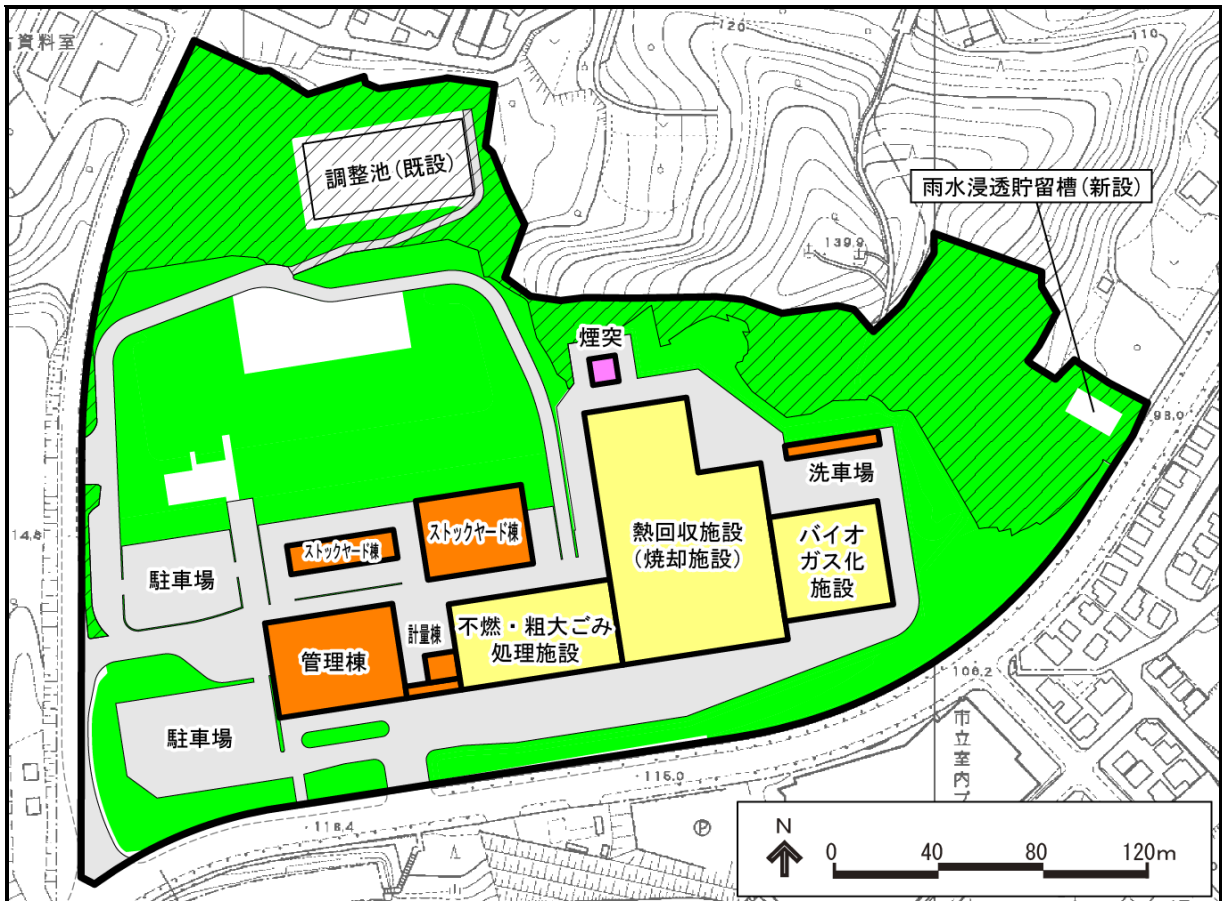 資料室
120
110
調整池(既設)
雨水浸透貯留槽(新設)
139.9
煙突
93.0
洗車場
ストックヤード棟
ストックヤード棟
熱回収施設
(焼却施設)
バイオ
ガス化
施設
駐車場
計量棟
不燃・粗大ごみ
処理施設
管理棟
106.2
駐車場
市立室内プ
115.0
118.4
P
N
0
40
80
120m